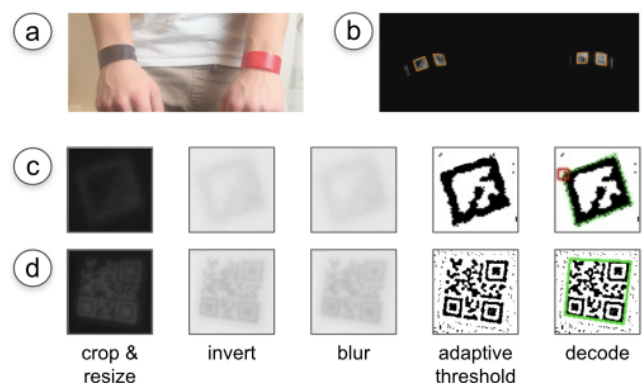 a
b
c
d
crop & resize
invert
blur
adaptive threshold
decode